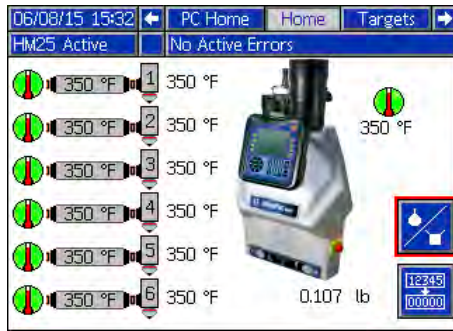 06/08/15 15:32 PC Home Home Targets
HM25 Active No Active Errors
350 °F 1 350 °F
350 °F 2 350 °F
350 °F
350 °F 3 350 °F
350 °F 4 350 °F
350 °F 5 350 °F
350 °F 6 350 °F
0.107 lb
12345
00000